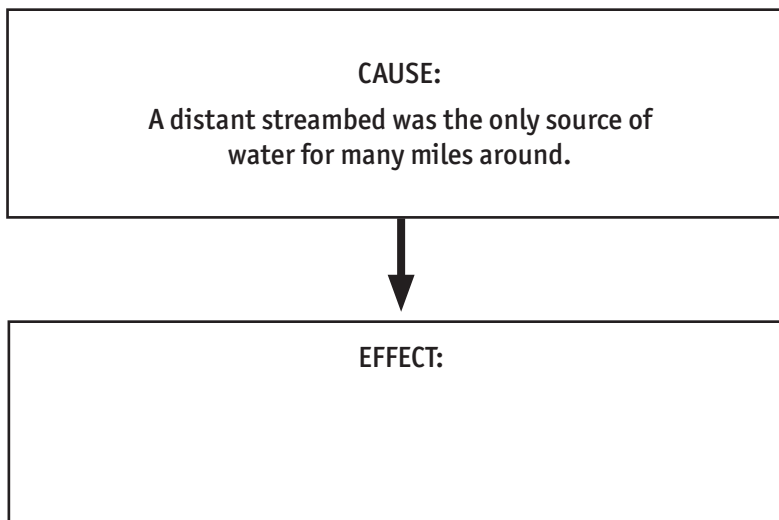 CAUSE:
A distant streambed was the only source of
water for many miles around.
EFFECT: